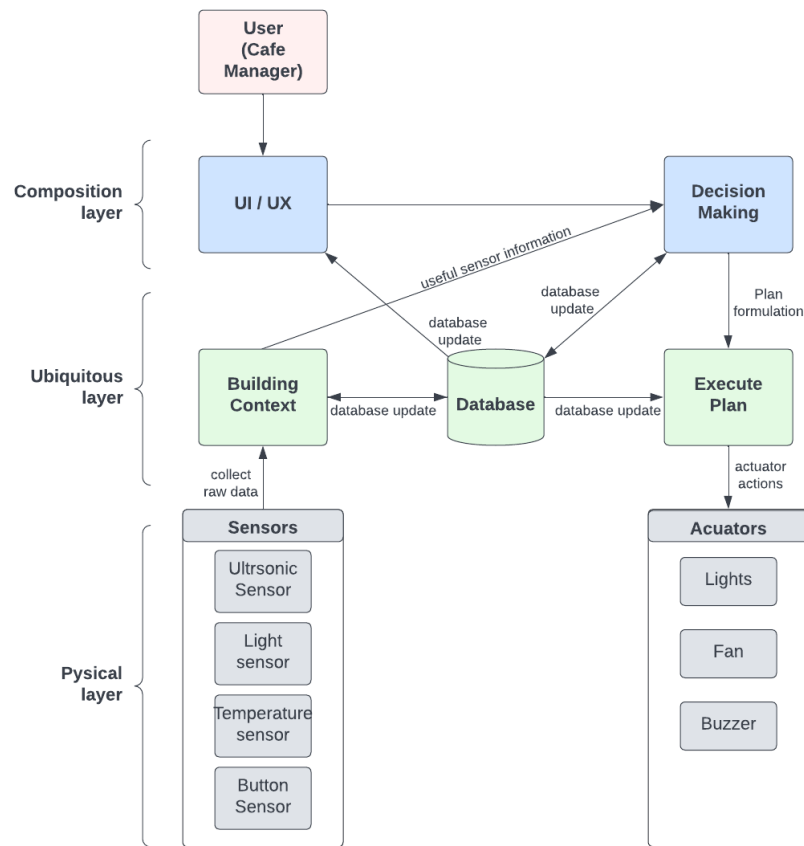 User
(Cafe
Manager)
Composition
layer
UI / UX
Decision
Making
useful sensor information
database
update
database
update
Plan
formulation
Ubiquitous
layer
Building
Context
database update
Database
database update
Execute
Plan
collect
raw data
actuator
actions
Sensors
Acuators
Ultrsonic
Sensor
Lights
Light
sensor
Fan
Pysical
layer
Temperature
sensor
Buzzer
Button
Sensor